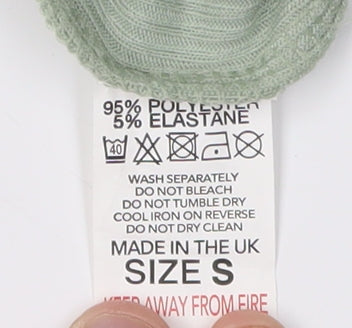 95% POLYESTER
5% ELASTANE
40
WASH SEPARATELY
DO NOT BLEACH
DO NOT TUMBLE DRY
COOL IRON ON REVERSE
DO NOT DRY CLEAN
MADE IN THE UK
SIZE S
KEEP AWAY FROM FIRE